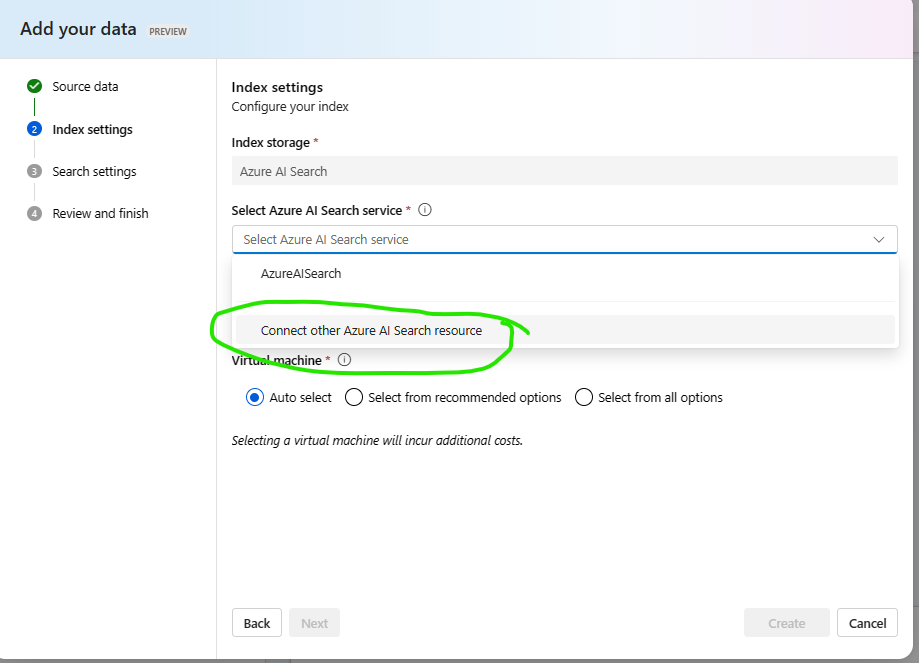 Add your data PREVIEW
Source data
2 Index settings
3 Search settings
4 Review and finish
Index settings
Configure your index
Index storage *
Azure AI Search
Select Azure AI Search service *
Select Azure AI Search service
AzureAISearch
Connect other Azure AI Search resource
Virtual machine *
Auto select Select from recommended options Select from all options
Selecting a virtual machine will incur additional costs.
Back Next Create Cancel